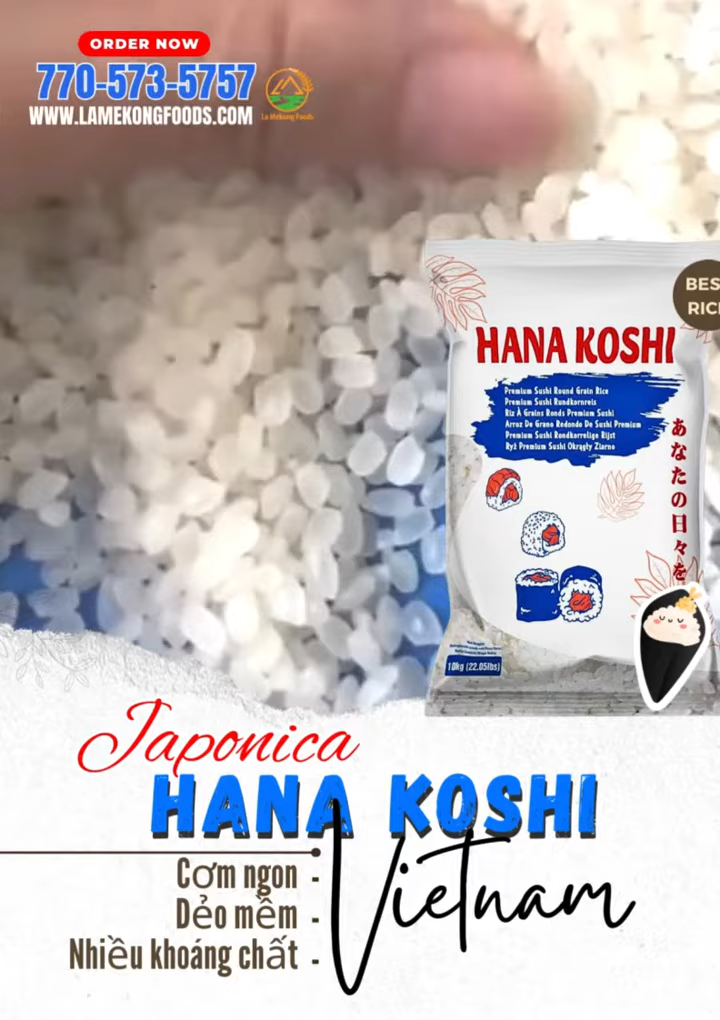 ORDER NOW
770-573-5757
WWW.LAMEKONGFOODS.COM
La Mekong Foods
HANA KOSHI
Premium Sushi Round Grain Rice
Premium Sushi Rundkornreis
Riz À Grains Ronds Premium Sushi
Arroz De Grano Redondo De Sushi Premium
Premium Sushi Rondkorrelige Rijst
Ryż Premium Sushi Okrągły Ziarno
あなたの日々を
10kg (22.05lbs)
Japonica
HANA KOSHI
Vietnam
Cơm ngon -
Dẻo mềm -
Nhiều khoáng chất -